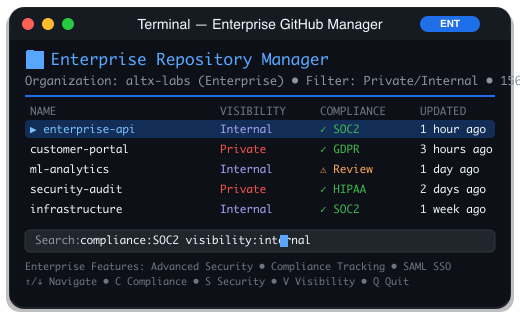 Terminal — Enterprise GitHub Manager
ENT
Enterprise Repository Manager
Organization: altx-labs (Enterprise) ● Filter: Private/Internal ● 156
NAME VISIBILITY COMPLIANCE UPDATED
▶ enterprise-api Internal ✓ SOC2 1 hour ago
customer-portal Private ✓ GDPR 3 hours ago
ml-analytics Internal ⚠ Review 1 day ago
security-audit Private ✓ HIPAA 2 days ago
infrastructure Internal ✓ SOC2 1 week ago
Search: compliance:SOC2 visibility:internal
Enterprise Features: Advanced Security ● Compliance Tracking ● SAML SSO
↑/↓ Navigate ● C Compliance ● S Security ● V Visibility ● Q Quit